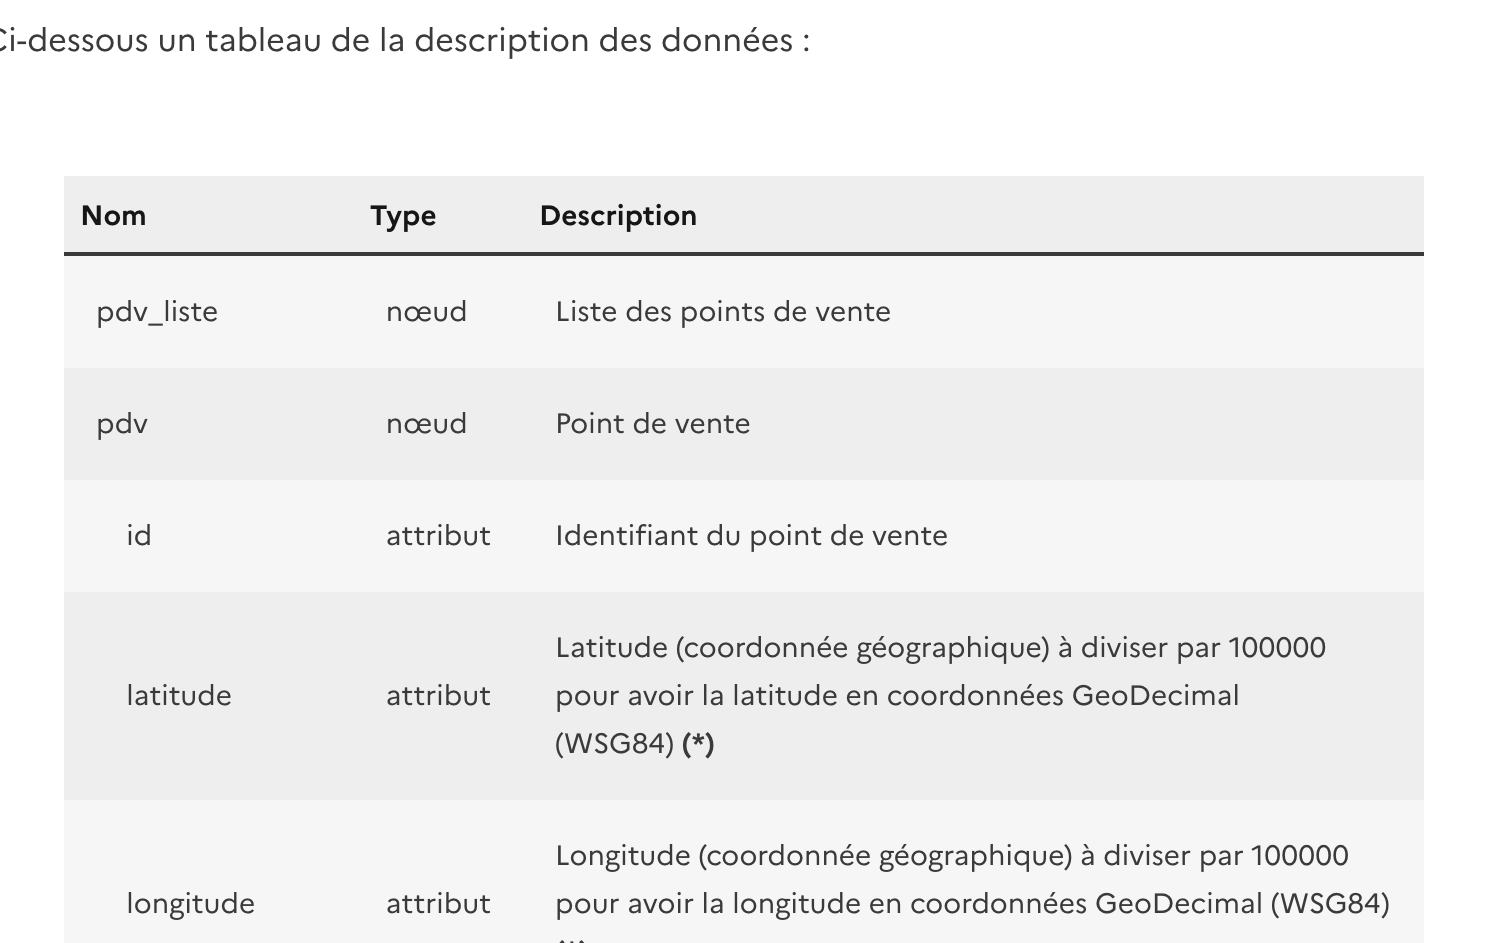 Ci-dessous un tableau de la description des données :
Nom Type Description
pdv_liste nœud Liste des points de vente
pdv nœud Point de vente
id attribut Identifiant du point de vente
Latitude (coordonnée géographique) à diviser par 100000
latitude attribut pour avoir la latitude en coordonnées GeoDecimal
(WSG84) (*)
Longitude (coordonnée géographique) à diviser par 100000
longitude attribut pour avoir la longitude en coordonnées GeoDecimal (WSG84)